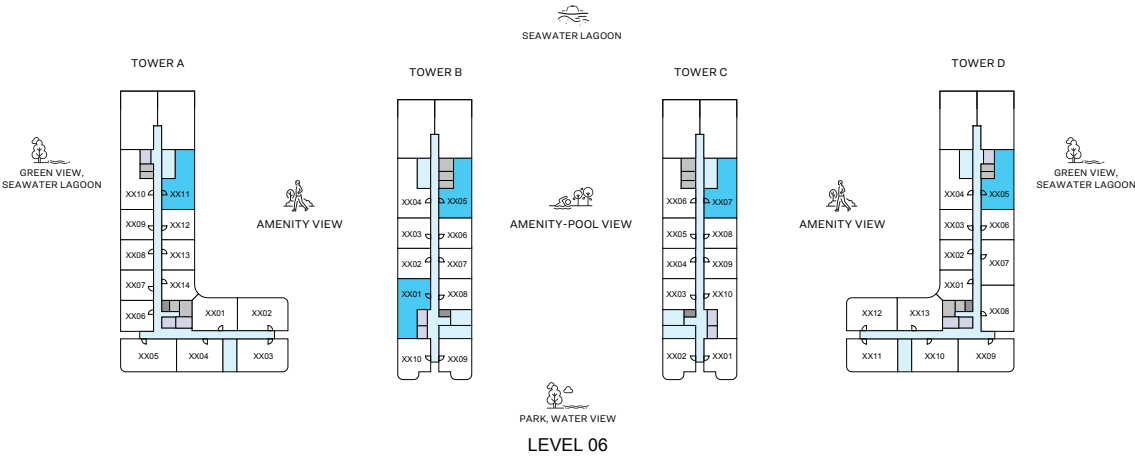 SEAWATER LAGOON
TOWER A
TOWER B
TOWER C
TOWER D
GREEN VIEW,
SEAWATER LAGOON
AMENITY VIEW
AMENITY-POOL VIEW
AMENITY VIEW
GREEN VIEW,
SEAWATER LAGOON
XX10 XX11
XX09 XX12
XX08 XX13
XX07 XX14
XX06 XX01 XX02
XX05 XX04 XX03
XX04 XX05
XX03 XX06
XX02 XX07
XX01 XX08
XX10 XX09
XX06 XX07
XX05 XX08
XX04 XX09
XX03 XX10
XX02 XX01
XX04 XX05
XX03 XX06
XX02 XX07
XX01
XX12 XX13 XX08
XX11 XX10 XX09
PARK, WATER VIEW
LEVEL 06